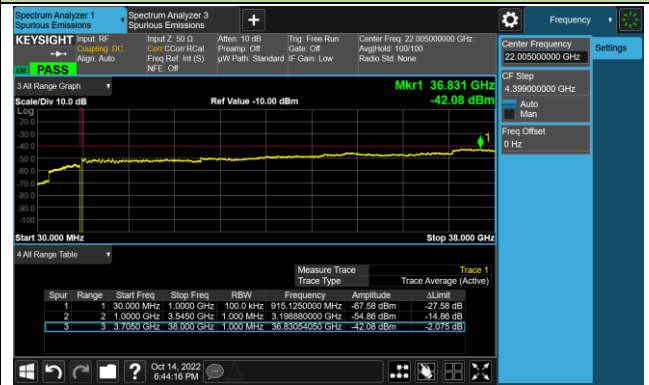 Spectrum Analyzer 1
Spurious Emissions
Spectrum Analyzer 3
Spurious Emissions
Frequency
KEYSIGHT
Input: RF
Coupling: DC
Align: Auto
Input Z: 50 Ω
Corr CCorr RCal
Freq Ref: Int (S)
NFE: Off
Atten: 10 dB
Preamp: Off
µW Path: Standard
Trig: Free Run
Gate: Off
IF Gain: Low
Center Freq: 22.005000000 GHz
Avg|Hold: 100/100
Radio Std: None
PASS
3 All Range Graph
Mkr1 36.831 GHz
-42.08 dBm
Scale/Div 10.0 dB
Ref Value -10.00 dBm
Log
-20.0
-30.0
-40.0
-50.0
-60.0
-70.0
-80.0
-90.0
-100
1
Start 30.000 MHz
Stop 38.000 GHz
4 All Range Table
Measure Trace Trace 1
Trace Type Trace Average (Active)
Spur Range Start Freq Stop Freq RBW Frequency Amplitude ΔLimit
1 1 30.000 MHz 1.0000 GHz 100.0 kHz 915.1250000 MHz -67.58 dBm -27.58 dB
2 2 1.0000 GHz 3.5450 GHz 1.000 MHz 3.198880000 GHz -54.86 dBm -14.86 dB
3 3 3.7050 GHz 38.000 GHz 1.000 MHz 36.83054050 GHz -42.08 dBm -2.075 dB
Center Frequency
22.005000000 GHz
Settings
CF Step
4.399000000 GHz
Auto
Man
Freq Offset
0 Hz
?
Oct 14, 2022
6:44:16 PM